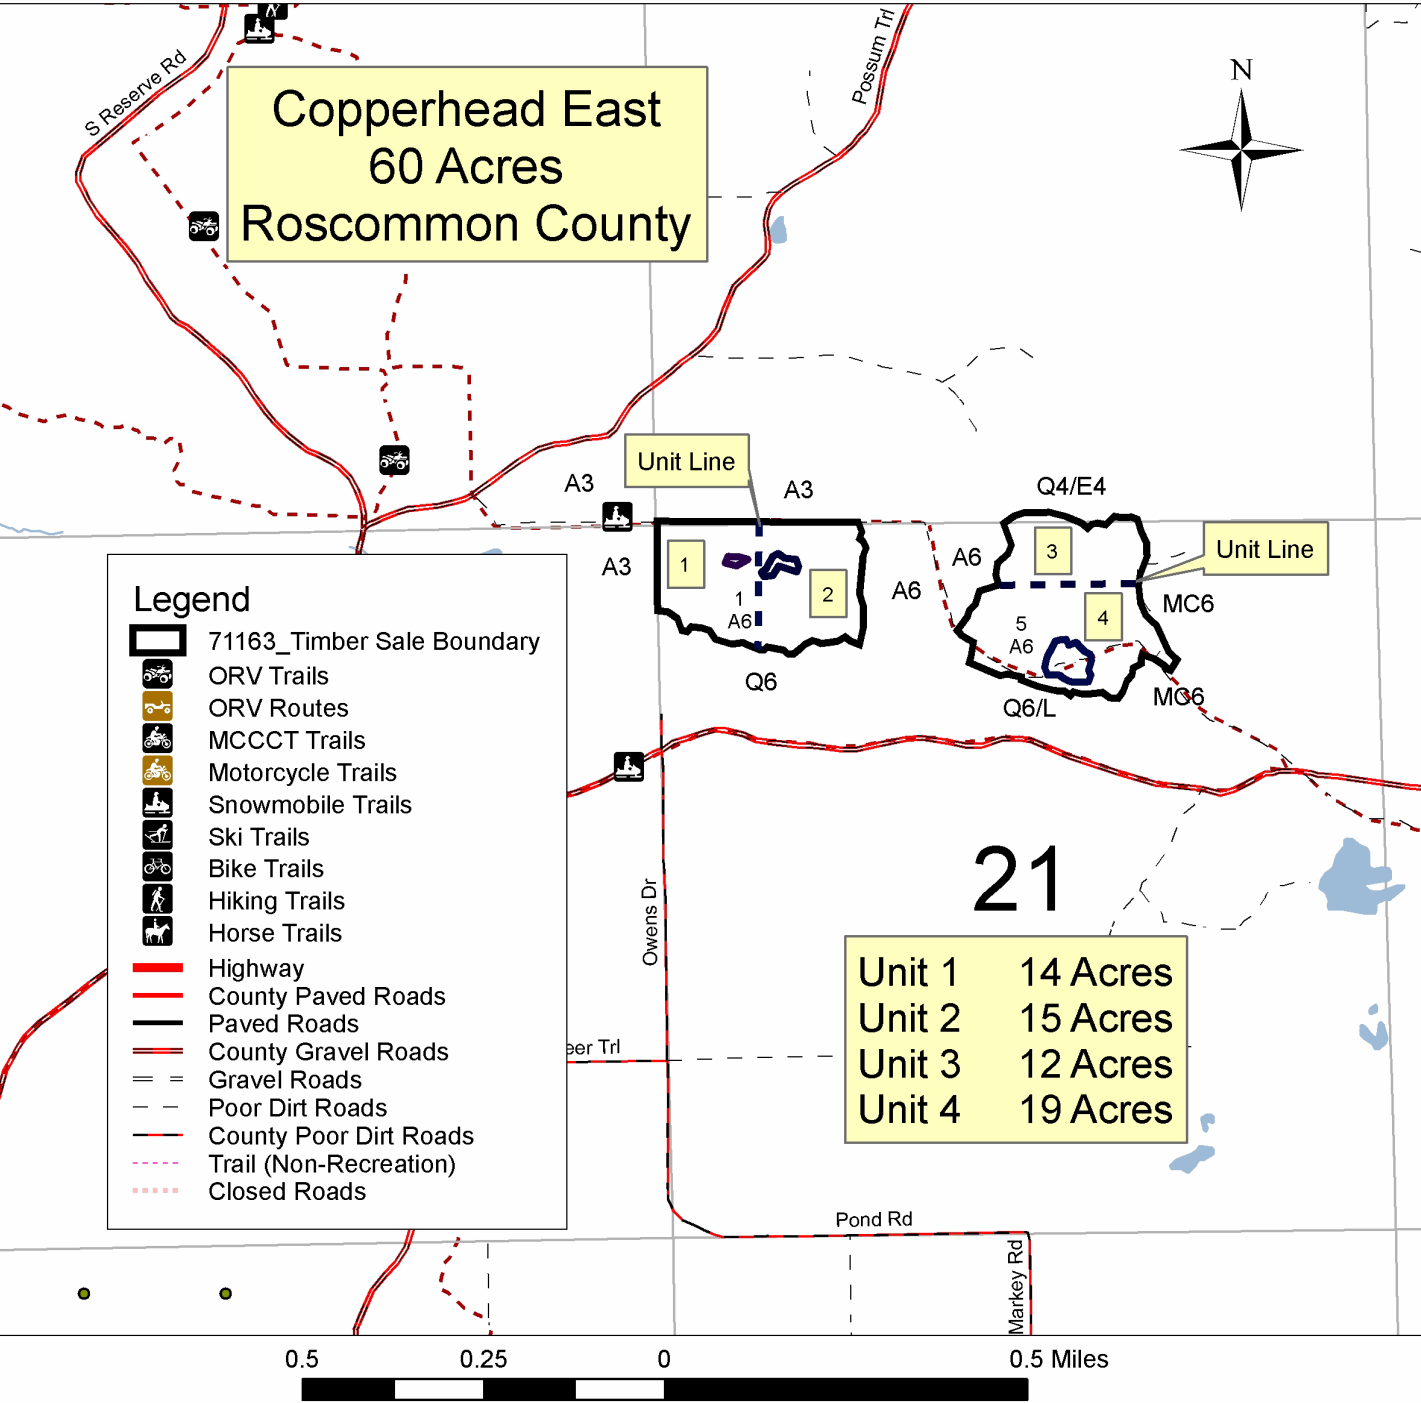 N
S Reserve Rd
Possum Trl
Copperhead East
60 Acres
Roscommon County
Unit Line
A3
A3
Q4/E4
Unit Line
A3
1
2
1
A6
A6
A6
3
4
5
A6
MC6
MC6
Q6
Q6/L
Legend
71163_Timber Sale Boundary
ORV Trails
ORV Routes
MCCCT Trails
Motorcycle Trails
Snowmobile Trails
Ski Trails
Bike Trails
Hiking Trails
Horse Trails
Highway
County Paved Roads
Paved Roads
County Gravel Roads
Gravel Roads
Poor Dirt Roads
County Poor Dirt Roads
Trail (Non-Recreation)
Closed Roads
Owens Dr
21
Unit 1 14 Acres
Unit 2 15 Acres
Unit 3 12 Acres
Unit 4 19 Acres
Trl
Pond Rd
Markey Rd
0.5 0.25 0 0.5 Miles